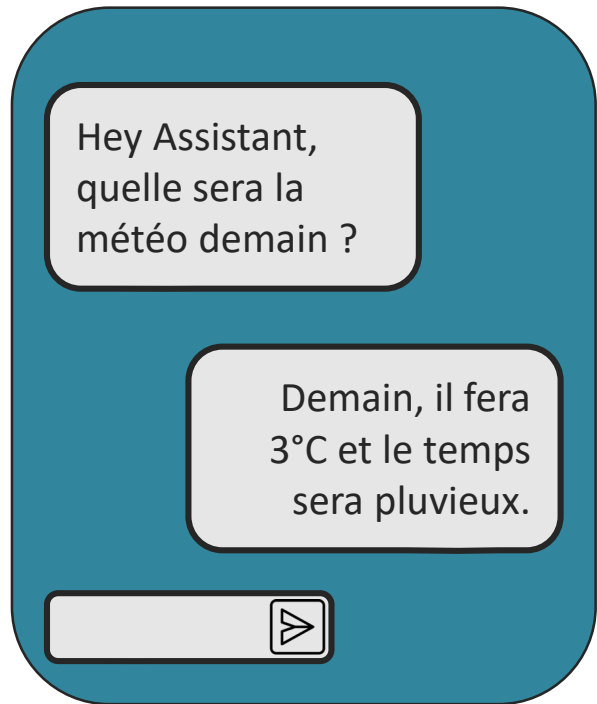 Hey Assistant,
quelle sera la
météo demain ?
Demain, il fera
3°C et le temps
sera pluvieux.